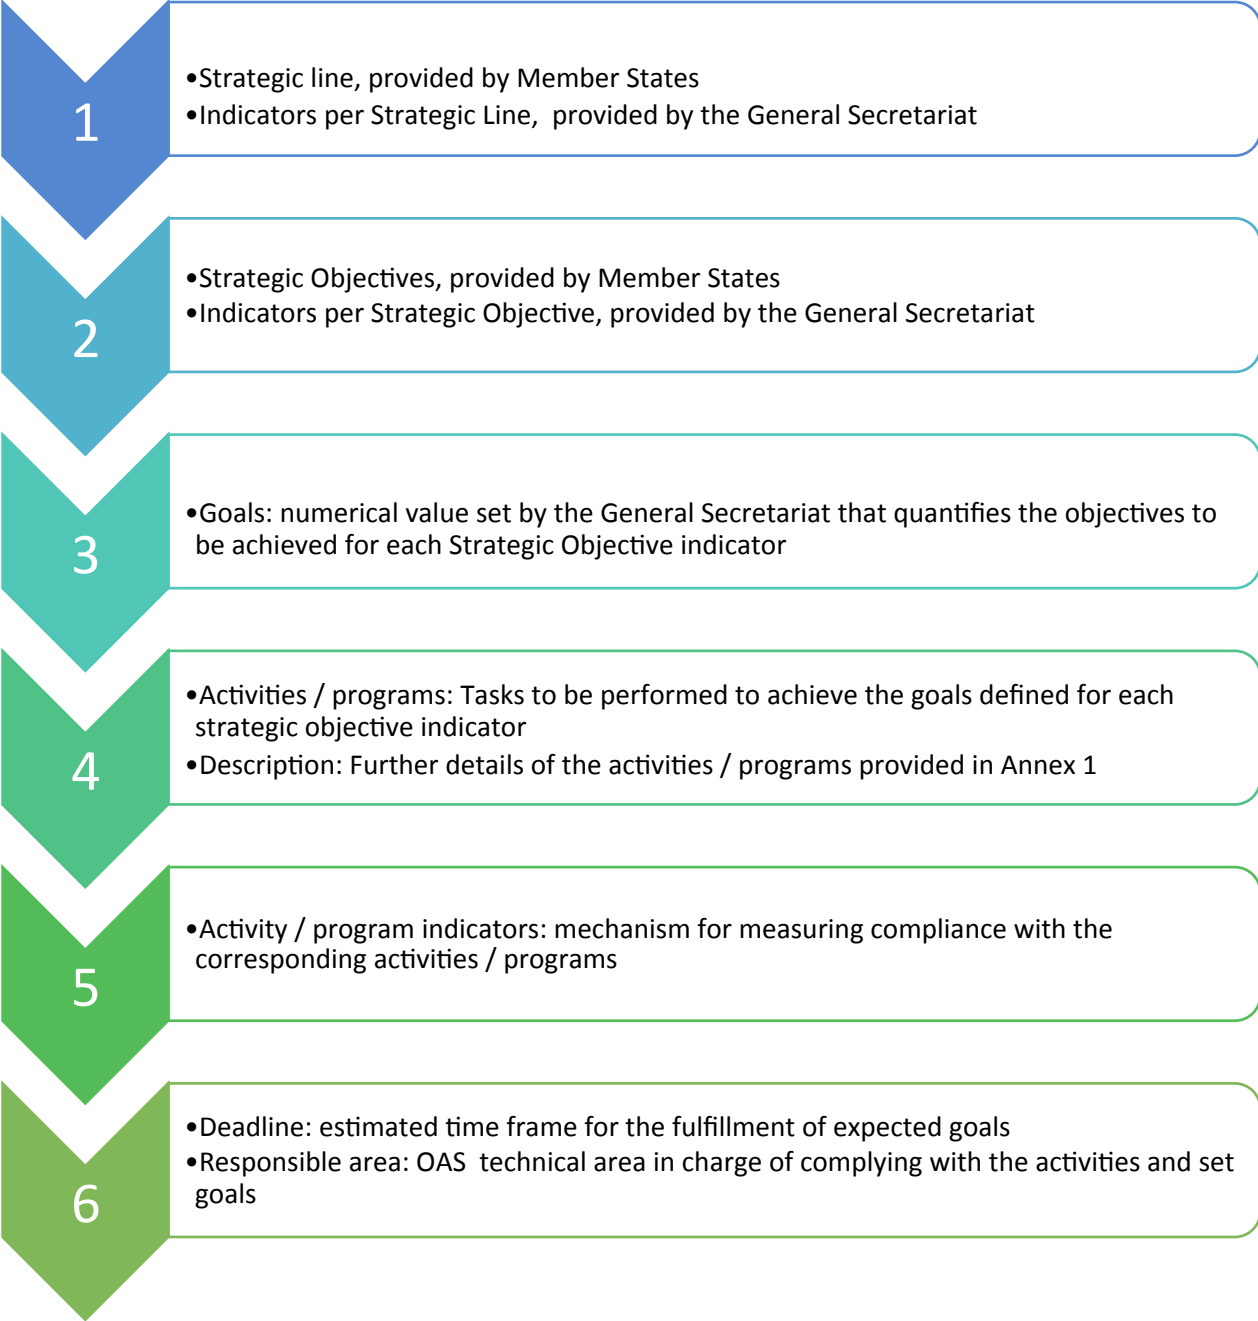 1
•Strategic line, provided by Member States
•Indicators per Strategic Line,  provided by the General Secretariat
2
•Strategic Objectives, provided by Member States
•Indicators per Strategic Objective, provided by the General Secretariat
3
•Goals: numerical value set by the General Secretariat that quantifies the objectives to
be achieved for each Strategic Objective indicator
4
•Activities / programs: Tasks to be performed to achieve the goals defined for each
strategic objective indicator
•Description: Further details of the activities / programs provided in Annex 1
5
•Activity / program indicators: mechanism for measuring compliance with the
corresponding activities / programs
6
•Deadline: estimated time frame for the fulfillment of expected goals
•Responsible area: OAS  technical area in charge of complying with the activities and set
goals